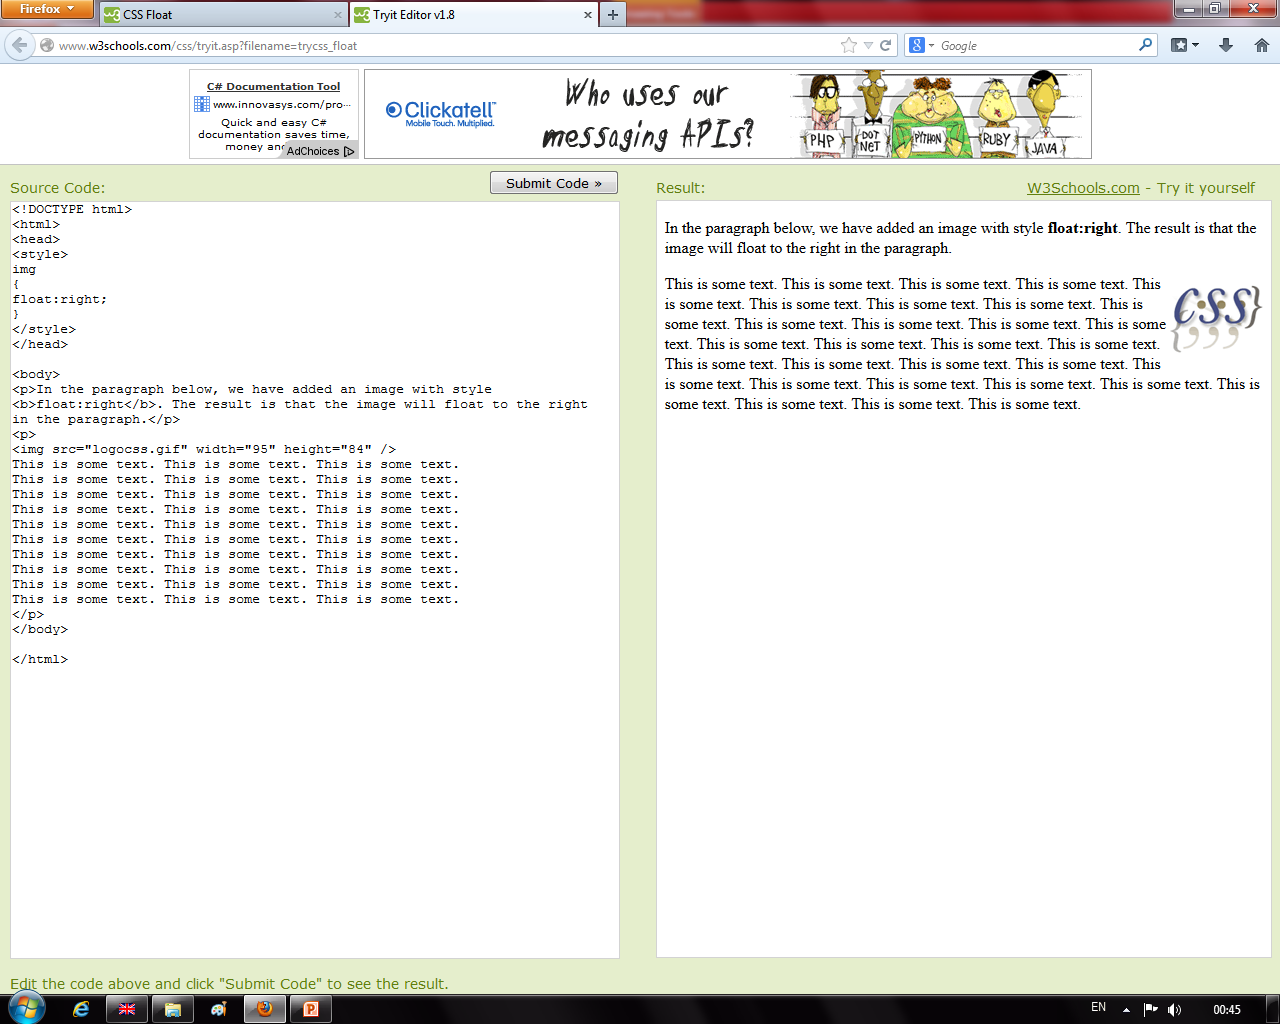 Firefox
CSS Float
Tryit Editor v1.8
www.w3schools.com/css/tryit.asp?filename=trycss_float
Google
C# Documentation Tool
www.innovasys.com/pro...
Quick and easy C#
documentation saves time,
money an
AdChoices
Clickatell™
Mobile Touch. Multiplied.
Who uses our
messaging APIs?
PHP
DOT NET
PYTHON
RUBY
JAVA
Source Code:
Submit Code »
Result:
W3Schools.com - Try it yourself
<!DOCTYPE html>
<html>
<head>
<style>
img
{
float:right;
}
</style>
</head>
<body>
<p>In the paragraph below, we have added an image with style
<b>float:right</b>. The result is that the image will float to the right
in the paragraph.</p>
<p>
<img src="logocss.gif" width="95" height="84" />
This is some text. This is some text. This is some text.
This is some text. This is some text. This is some text.
This is some text. This is some text. This is some text.
This is some text. This is some text. This is some text.
This is some text. This is some text. This is some text.
This is some text. This is some text. This is some text.
This is some text. This is some text. This is some text.
This is some text. This is some text. This is some text.
This is some text. This is some text. This is some text.
This is some text. This is some text. This is some text.
</p>
</body>
</html>
In the paragraph below, we have added an image with style float:right. The result is that the
image will float to the right in the paragraph.
This is some text. This is some text. This is some text. This is some text. This
is some text. This is some text. This is some text. This is some text. This is
some text. This is some text. This is some text. This is some text. This is some
text. This is some text. This is some text. This is some text. This is some text.
This is some text. This is some text. This is some text. This is some text. This
is some text. This is some text. This is some text. This is some text. This is some text. This is
some text. This is some text. This is some text. This is some text.
{CSS}
{;;;
Edit the code above and click "Submit Code" to see the result.
EN
00:45